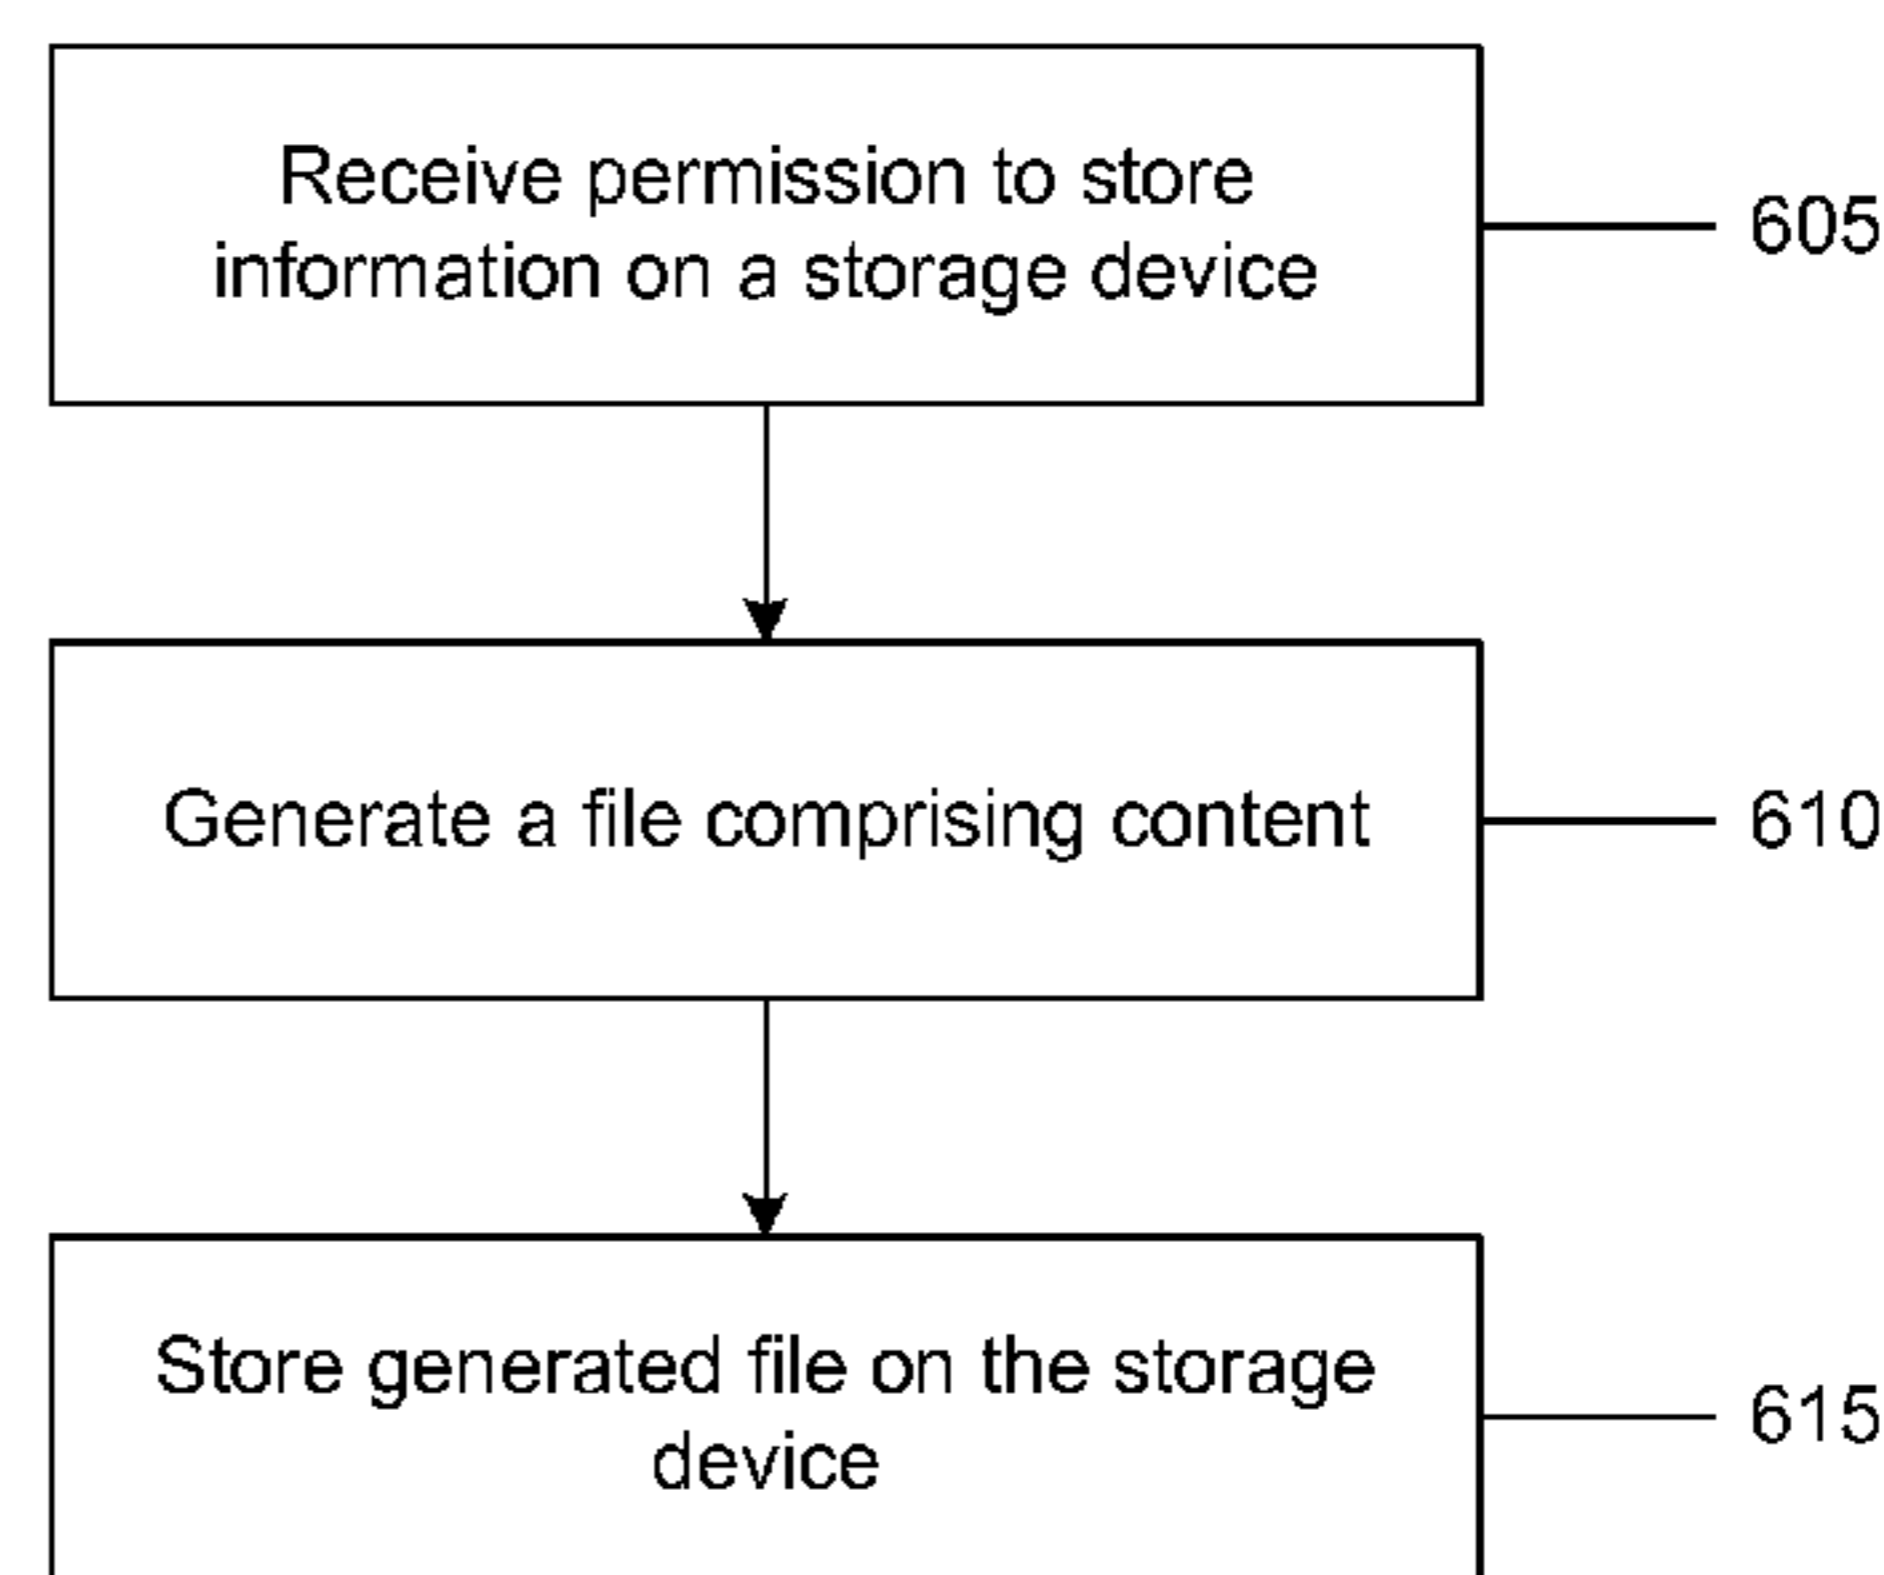 Receive permission to store
information on a storage device
605
Generate a file comprising content
610
Store generated file on the storage
device
615